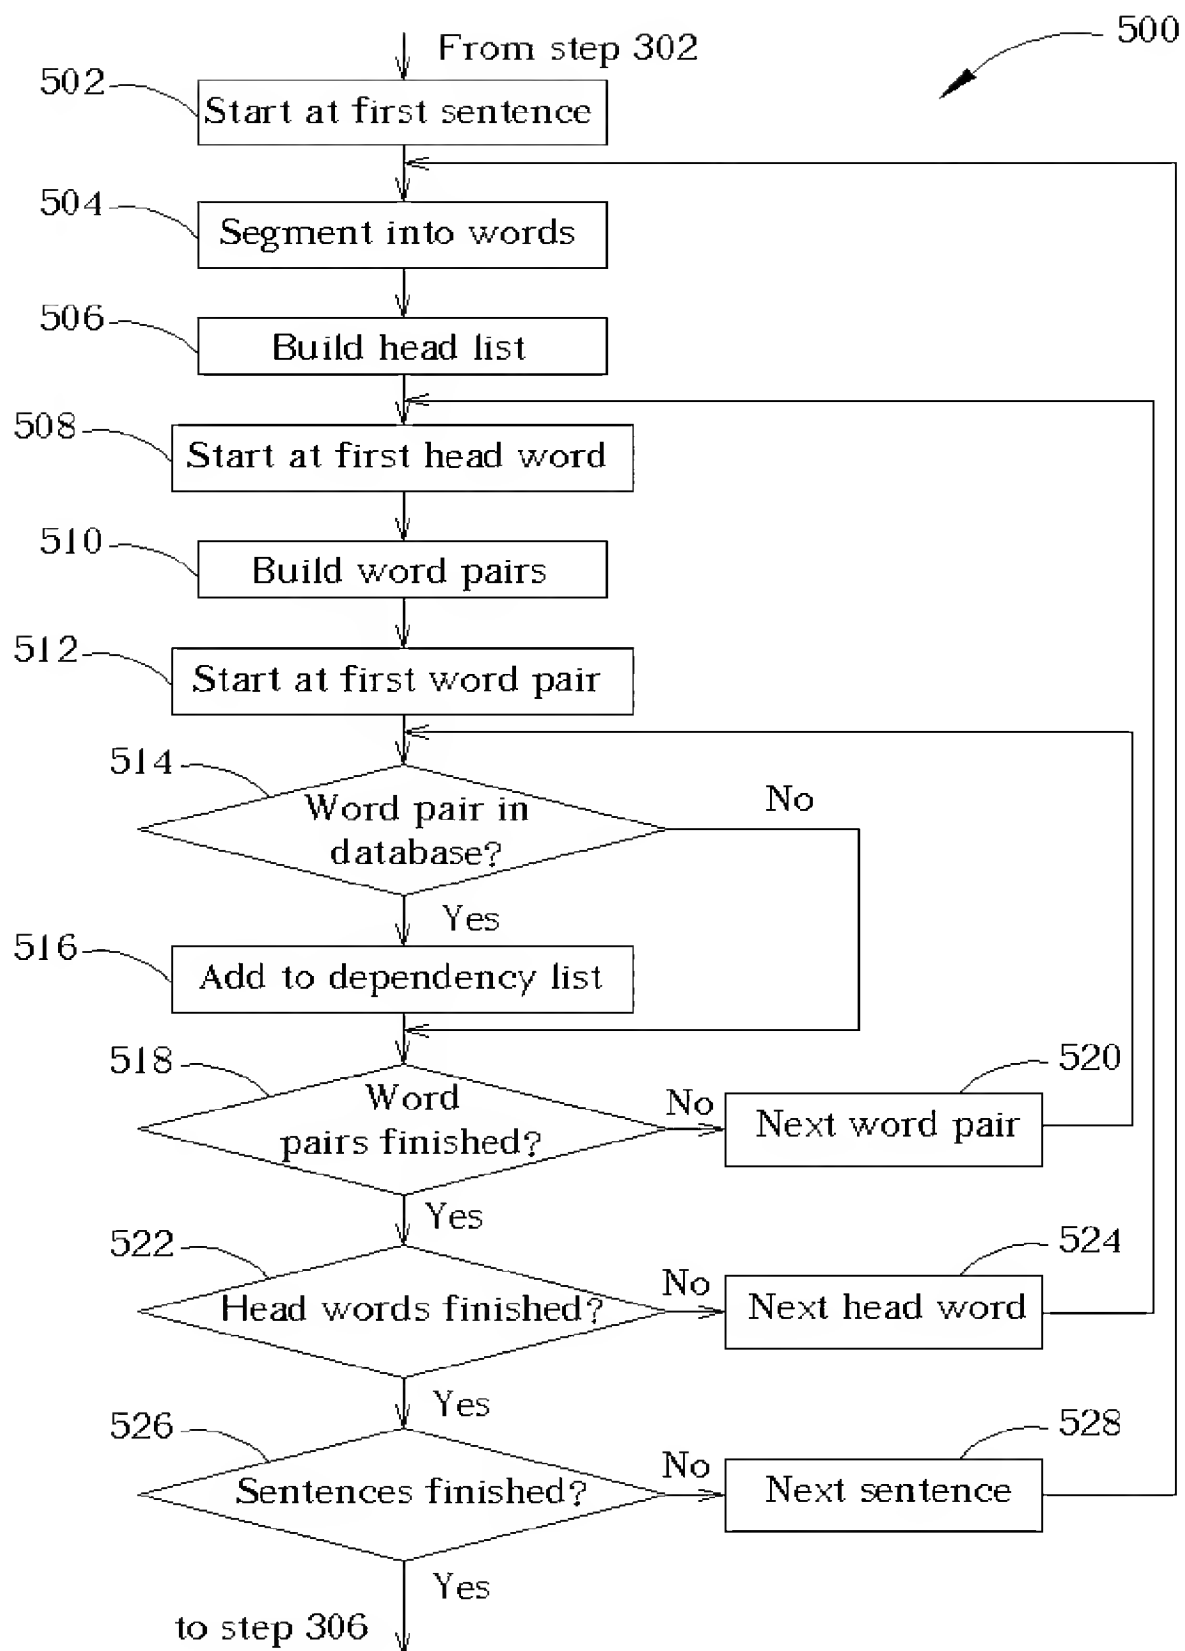 From step 302
500
502
Start at first sentence
504
Segment into words
506
Build head list
508
Start at first head word
510
Build word pairs
512
Start at first word pair
514
Word pair in
database?
No
Yes
516
Add to dependency list
518
Word
pairs finished?
No
520
Next word pair
Yes
522
Head words finished?
No
524
Next head word
Yes
526
Sentences finished?
No
528
Next sentence
Yes
to step 306